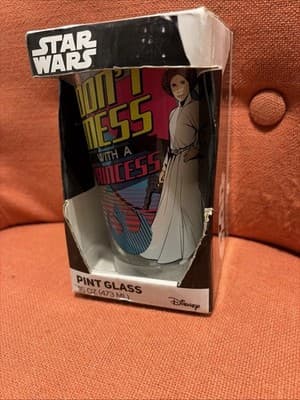 STAR
WARS
DON'T
MESS
WITH A
PRINCESS
PINT GLASS
16 OZ (473 ML)
Disney